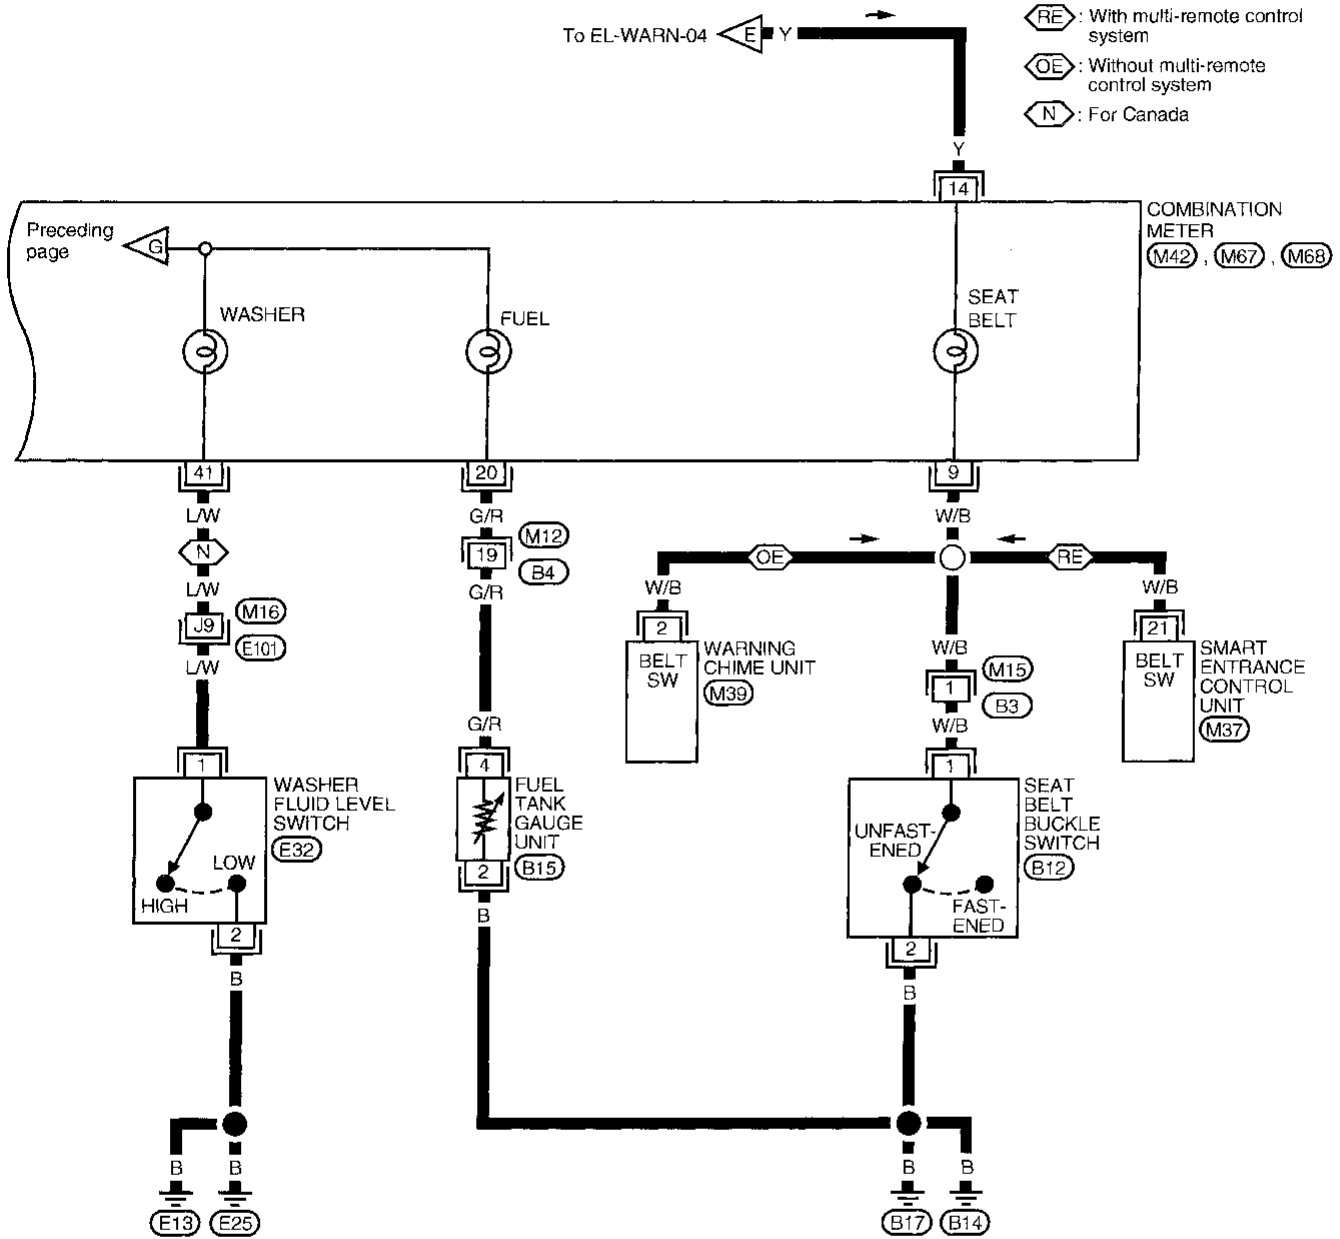 To EL-WARN-04
E
Y
RE : With multi-remote control
system
OE : Without multi-remote
control system
N : For Canada
Y
14
COMBINATION
METER
M42 , M67 , M68
Preceding
page
G
WASHER
FUEL
SEAT
BELT
41
20
9
L/W
G/R
W/B
N
M12
19
B4
OE
RE
L/W
G/R
W/B
W/B
J9
M16
E101
2
21
L/W
W/B
BELT
SW
WARNING
CHIME UNIT
M39
M15
1
B3
BELT
SW
SMART
ENTRANCE
CONTROL
UNIT
M37
G/R
W/B
1
4
1
WASHER
FLUID LEVEL
SWITCH
E32
LOW
HIGH
FUEL
TANK
GAUGE
UNIT
B15
2
UNFAST-
ENED
FAST-
ENED
SEAT
BELT
BUCKLE
SWITCH
B12
2
B
2
B
B
B
B
B
B
E13
E25
B17
B14